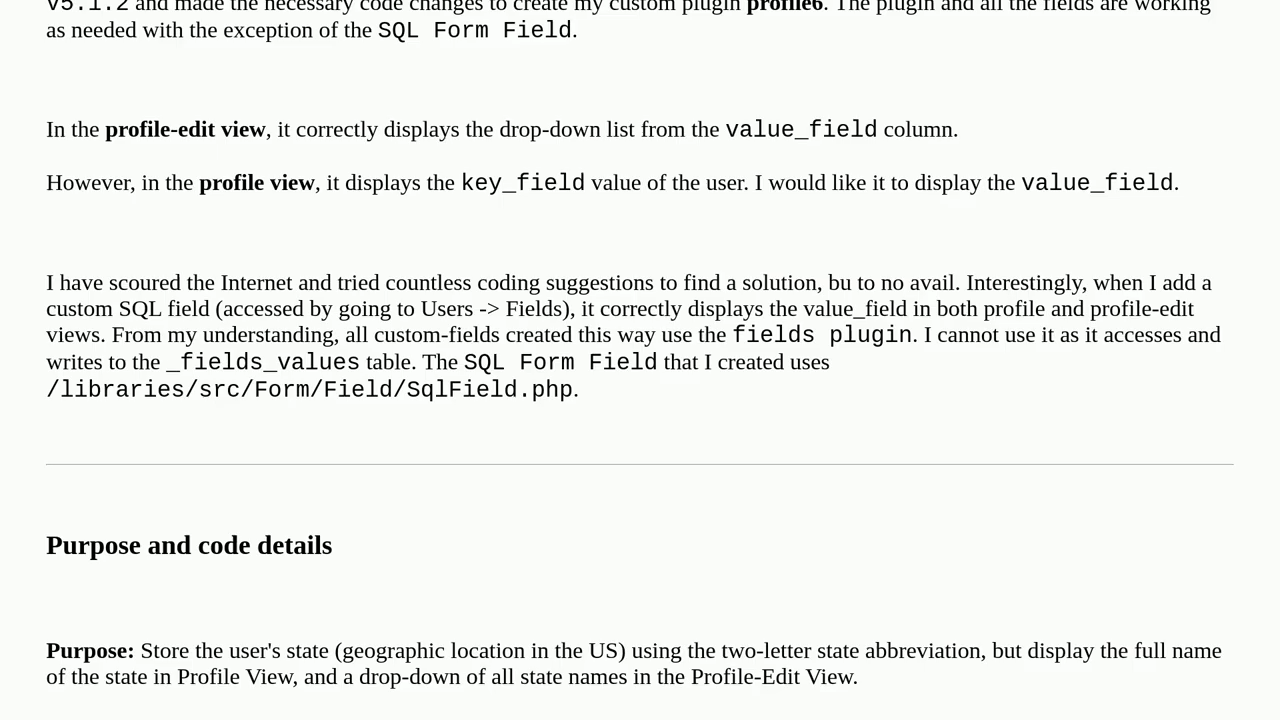 v5.1.2 and made the necessary code changes to create my custom plugin profile6. The plugin and all the fields are working
as needed with the exception of the SQL Form Field.
In the profile-edit view, it correctly displays the drop-down list from the value_field column.
However, in the profile view, it displays the key_field value of the user. I would like it to display the value_field.
I have scoured the Internet and tried countless coding suggestions to find a solution, bu to no avail. Interestingly, when I add a
custom SQL field (accessed by going to Users -> Fields), it correctly displays the value_field in both profile and profile-edit
views. From my understanding, all custom-fields created this way use the fields plugin. I cannot use it as it accesses and
writes to the _fields_values table. The SQL Form Field that I created uses
/libraries/src/Form/Field/SqlField.php.
Purpose and code details
Purpose: Store the user's state (geographic location in the US) using the two-letter state abbreviation, but display the full name
of the state in Profile View, and a drop-down of all state names in the Profile-Edit View.